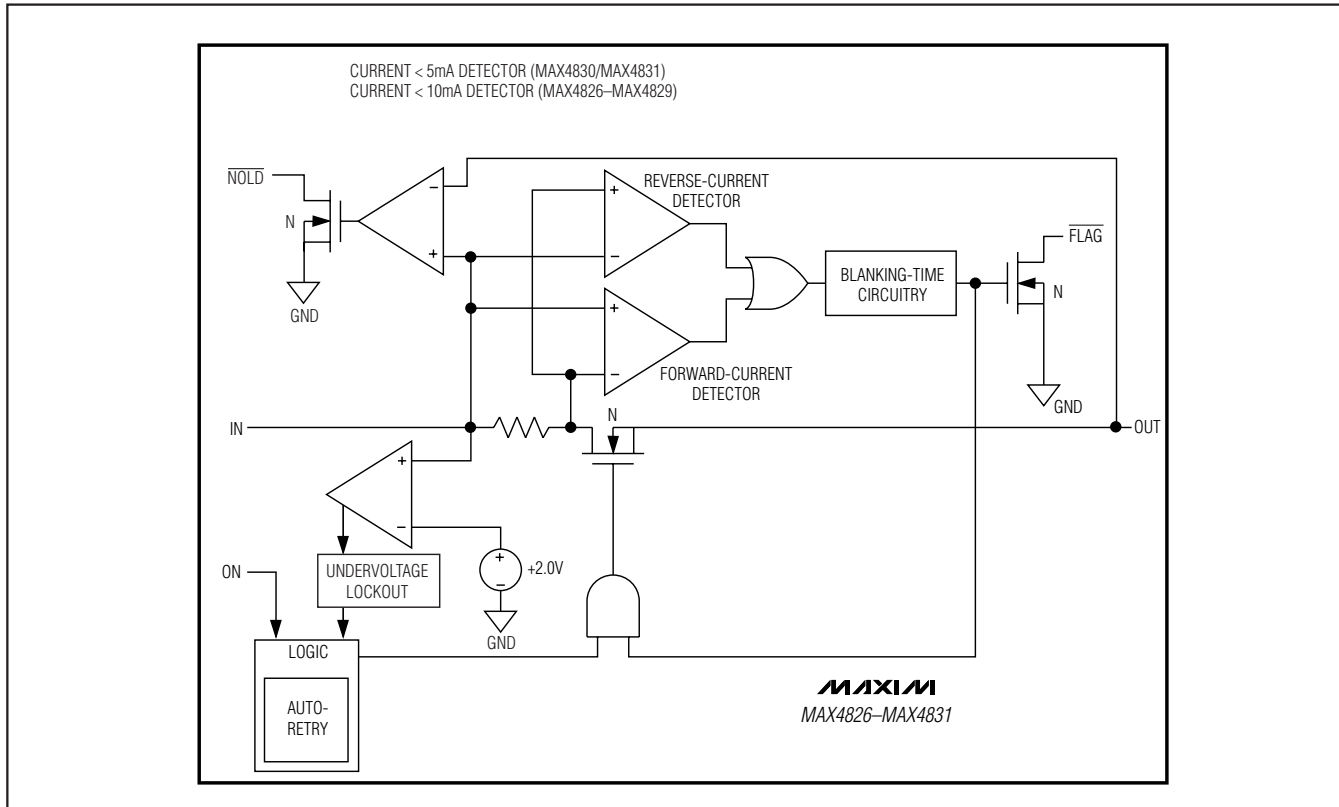 CURRENT < 5mA DETECTOR (MAX4830/MAX4831)
CURRENT < 10mA DETECTOR (MAX4826–MAX4829)
NOLD
N
GND
−
+
REVERSE-CURRENT
DETECTOR
+
−
+
−
FORWARD-CURRENT
DETECTOR
BLANKING-TIME
CIRCUITRY
FLAG
N
GND
IN
N
OUT
+
−
+
−
+2.0V
GND
ON
UNDERVOLTAGE
LOCKOUT
LOGIC
AUTO-
RETRY
MAXIM
MAX4826–MAX4831